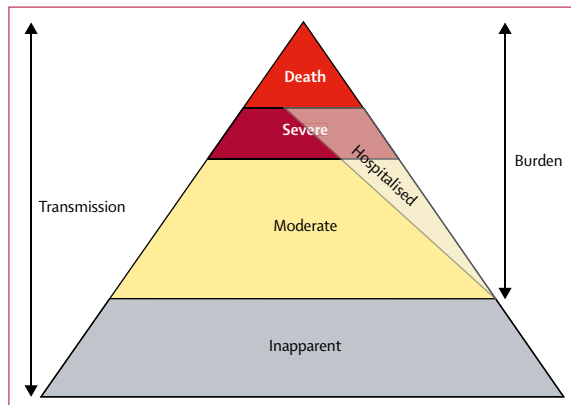 Death
Severe
Hospitalised
Burden
Transmission
Moderate
Inapparent